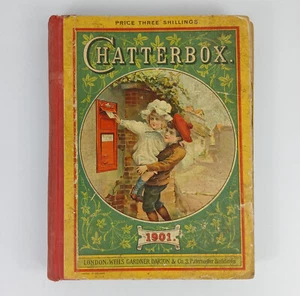 PRICE THREE SHILLINGS
CHATTERBOX.
1901.
LONDON: WELLS GARDNER, DARTON & Co. 3, Paternoster Buildings